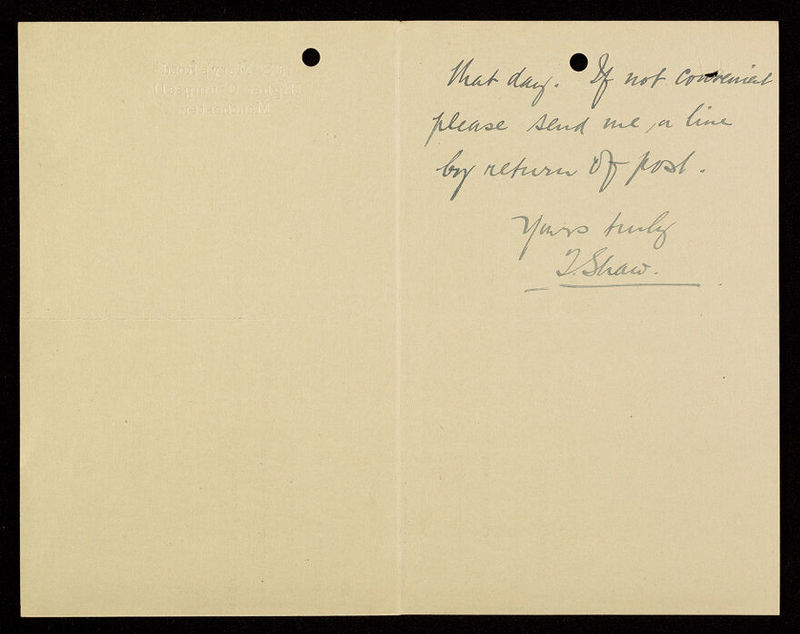 that day. If not convenient
please send me, a line
by return of post.
Yours truly
T. Shaw.